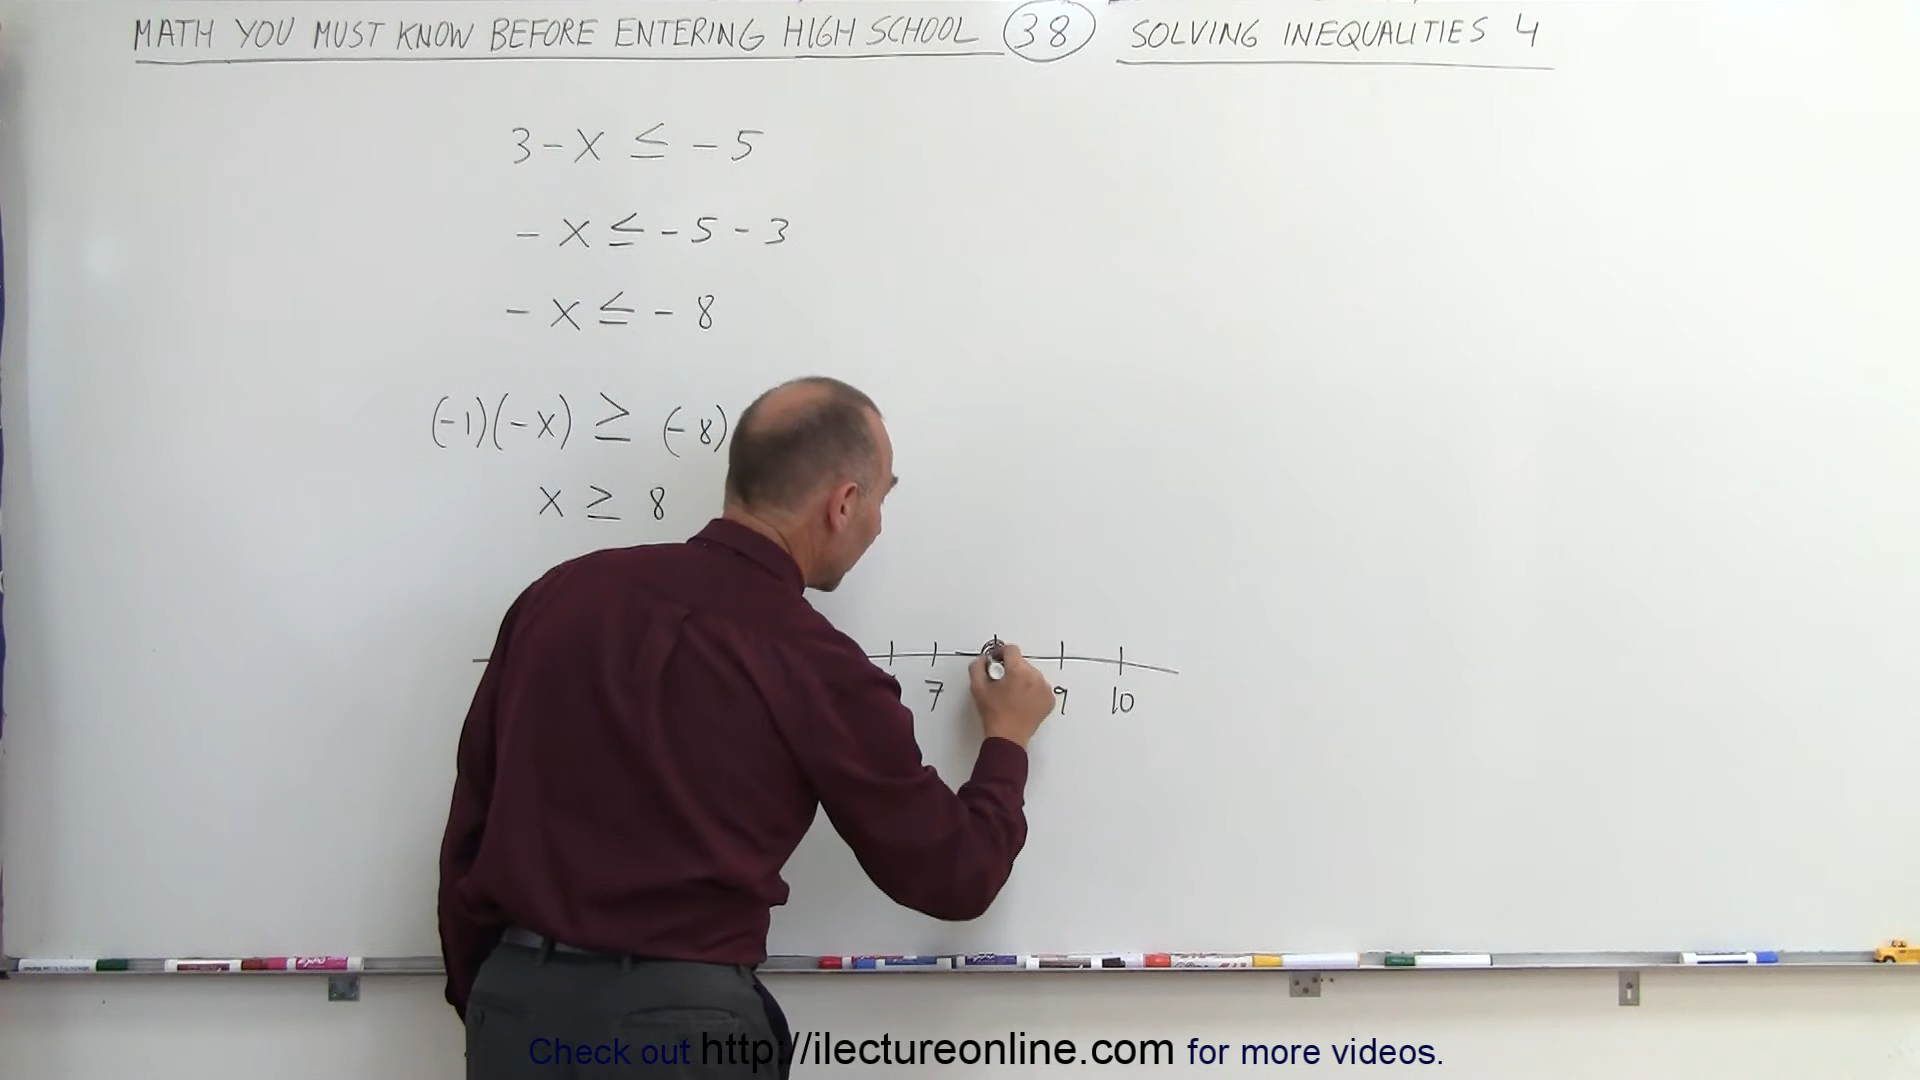 MATH YOU MUST KNOW BEFORE ENTERING HIGH SCHOOL 38 SOLVING INEQUALITIES 4
3 - X ≤ - 5
- X ≤ - 5 - 3
- X ≤ - 8
(-1)(-X) ≥ (-8)
X ≥ 8
7 9 10
Check out http://ilectureonline.com for more videos.